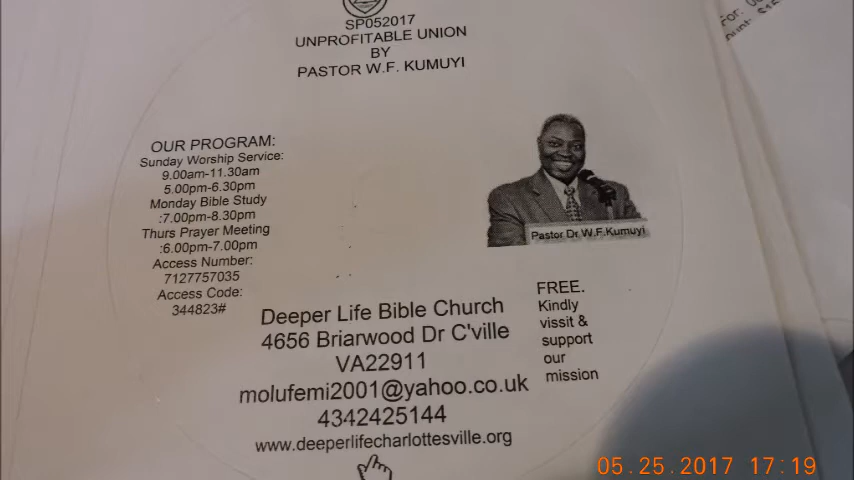 SP052017
UNPROFITABLE UNION
BY
PASTOR W.F. KUMUYI
OUR PROGRAM:
Sunday Worship Service:
9.00am-11.30am
5.00pm-6.30pm
Monday Bible Study
:7.00pm-8.30pm
Thurs Prayer Meeting
:6.00pm-7.00pm
Access Number:
7127757035
Access Code:
344823#
Pastor Dr W.F.Kumuyi
Deeper Life Bible Church
4656 Briarwood Dr C'ville
VA22911
molufemi2001@yahoo.co.uk
4342425144
www.deeperlifecharlottesville.org
FREE.
Kindly
vissit &
support
our
mission
For:
05.25.2017 17:19